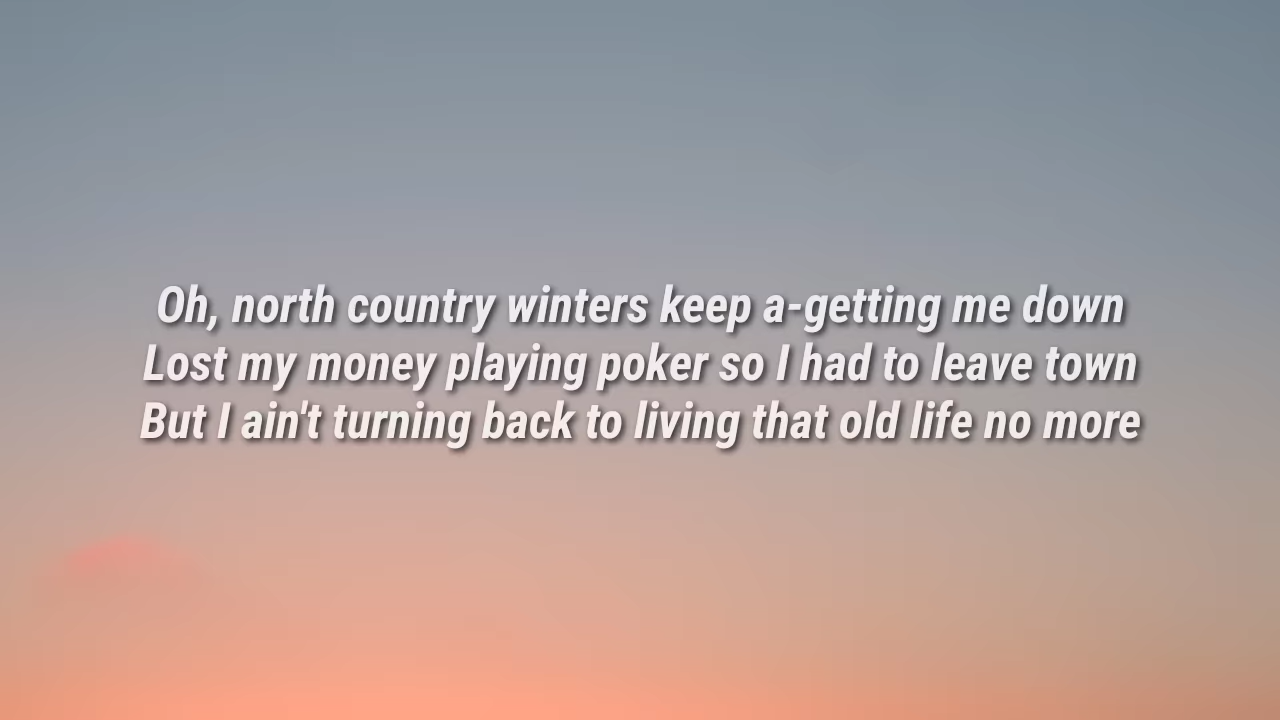 Oh, north country winters keep a-getting me down
Lost my money playing poker so I had to leave town
But I ain't turning back to living that old life no more